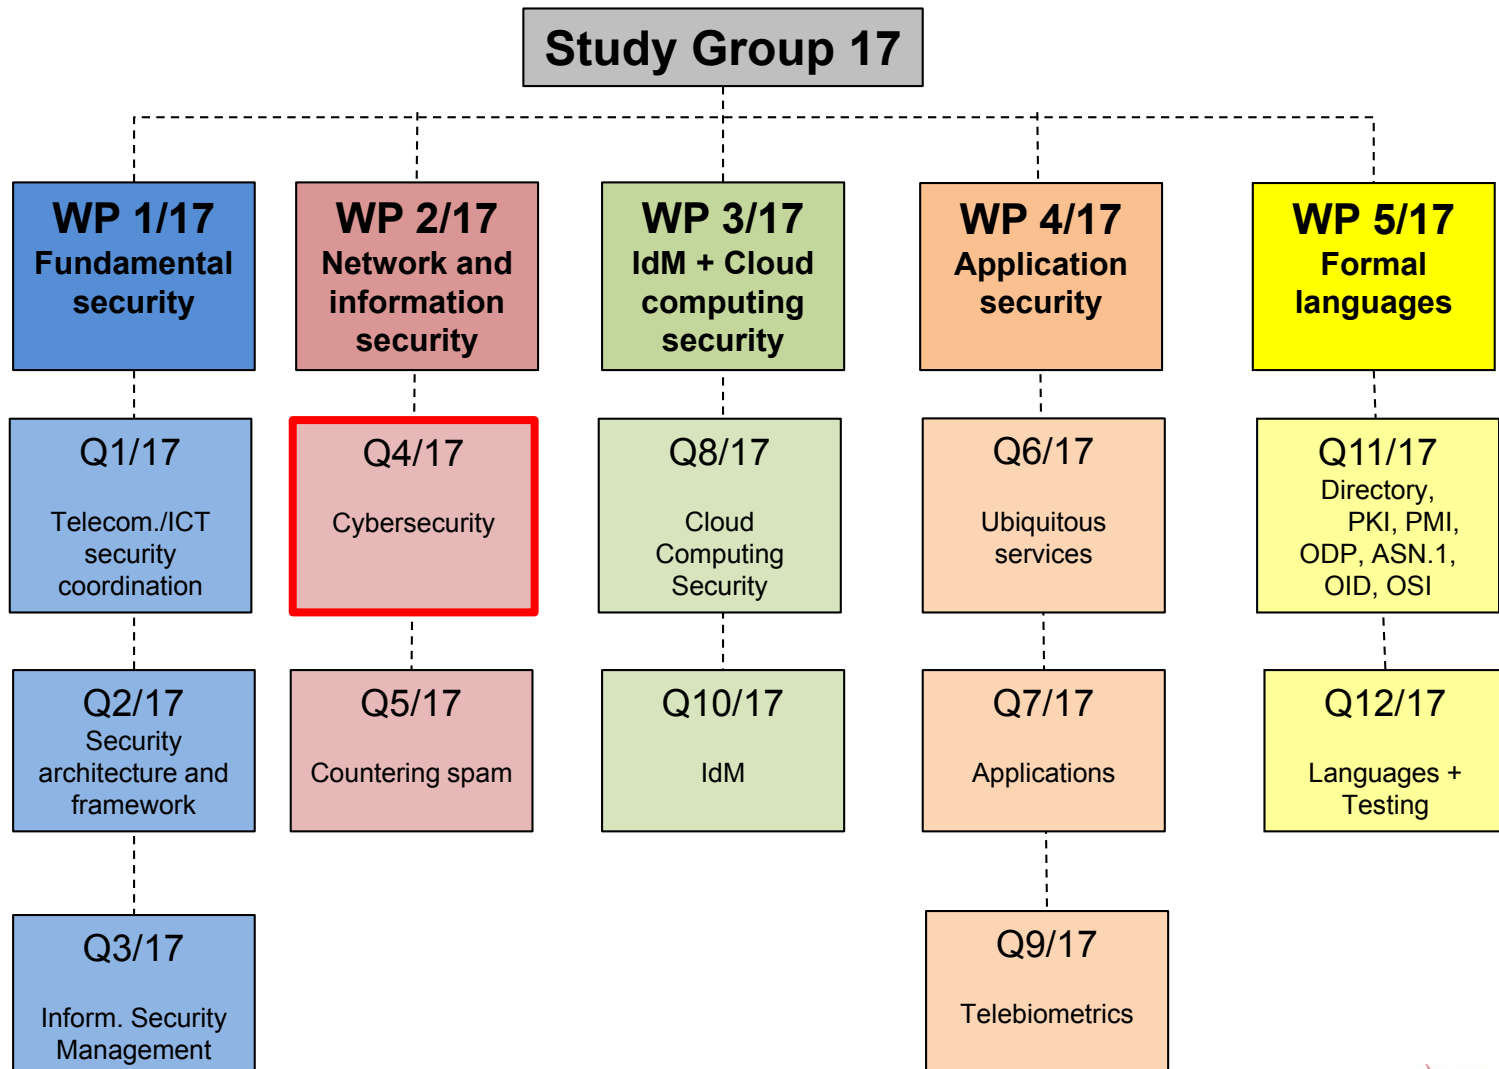 Study Group 17
WP 1/17
Fundamental
security
WP 2/17
Network and
information
security
WP 3/17
IdM + Cloud
computing
security
WP 4/17
Application
security
WP 5/17
Formal
languages
Q1/17
Telecom./ICT
security
coordination
Q4/17
Cybersecurity
Q8/17
Cloud
Computing
Security
Q6/17
Ubiquitous
services
Q11/17
Directory,
PKI, PMI,
ODP, ASN.1,
OID, OSI
Q2/17
Security
architecture and
framework
Q5/17
Countering spam
Q10/17
IdM
Q7/17
Applications
Q12/17
Languages +
Testing
Q3/17
Inform. Security
Management
Q9/17
Telebiometrics